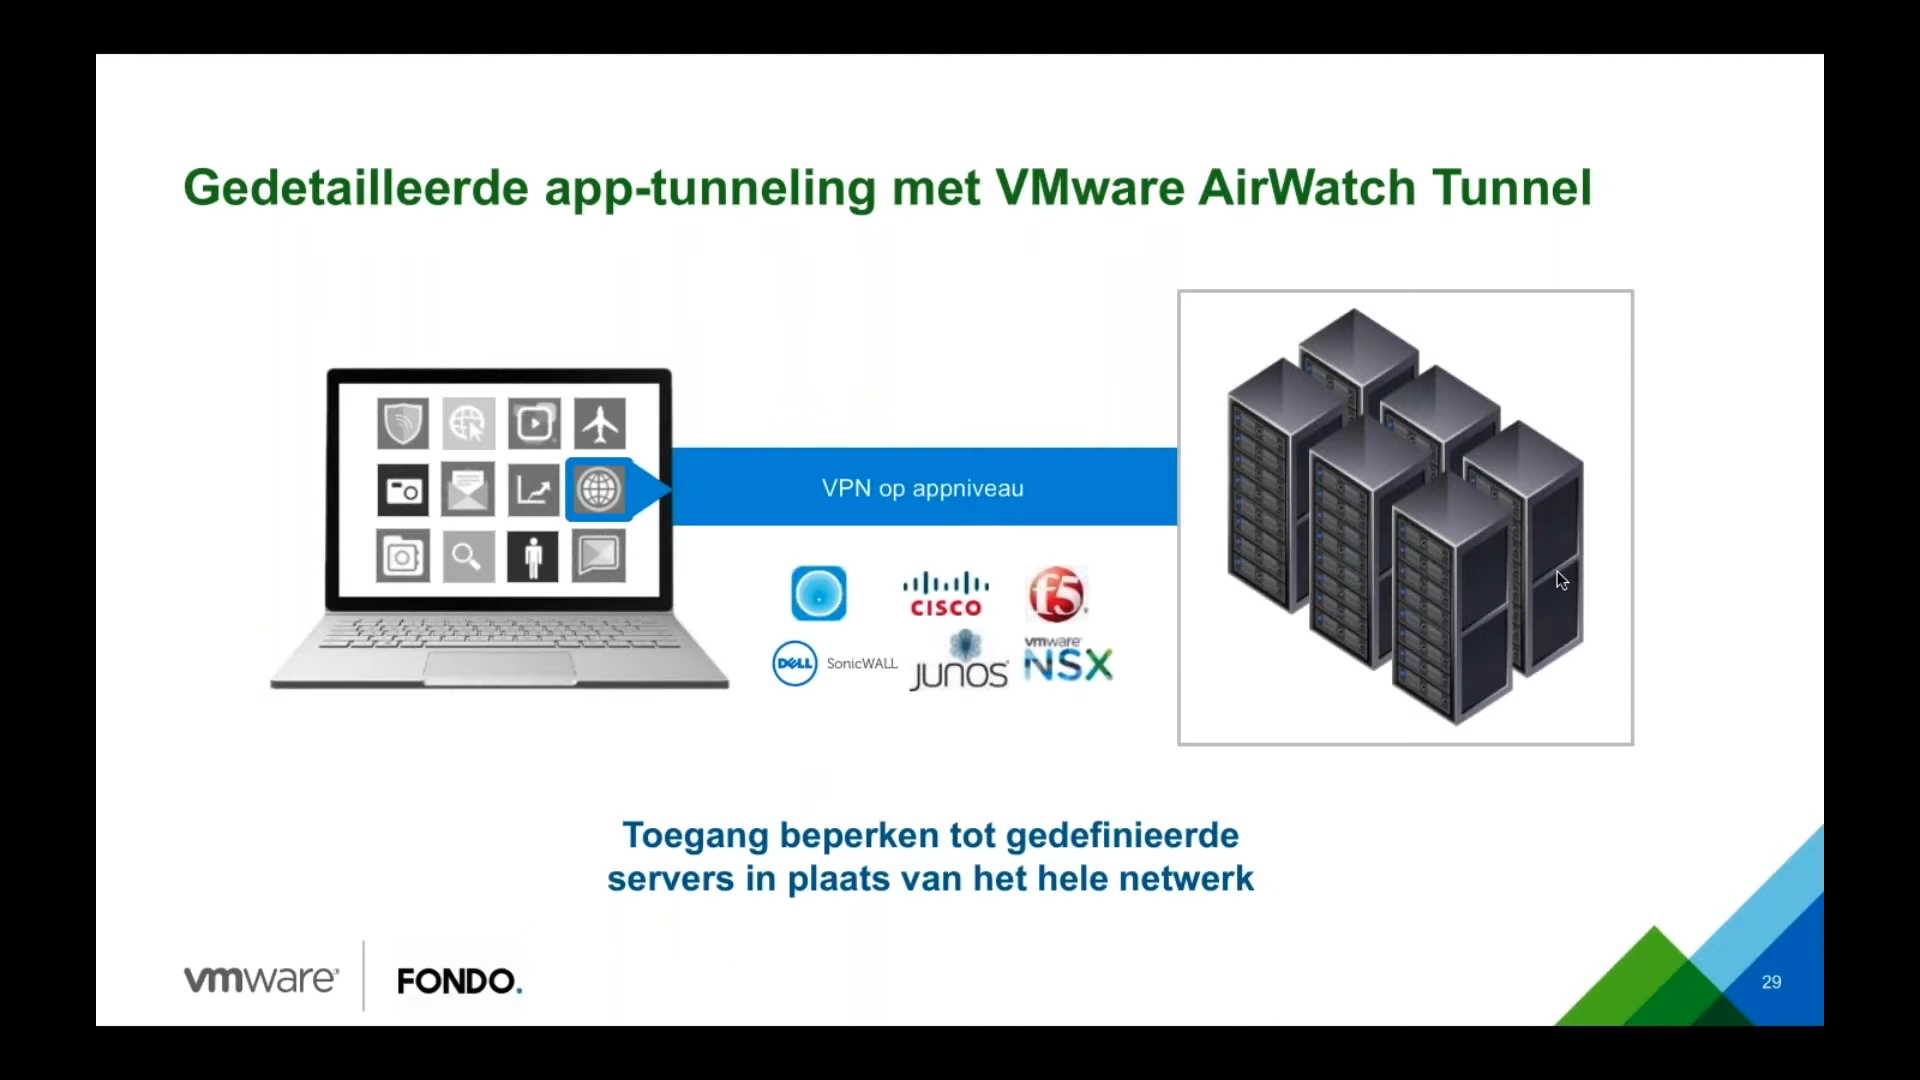 Gedetailleerde app-tunneling met VMware AirWatch Tunnel
VPN op appniveau
CISCO
f5
DELL SonicWALL
JUNOS
vmware
NSX
Toegang beperken tot gedefinieerde
servers in plaats van het hele netwerk
vmware
FONDO.
29